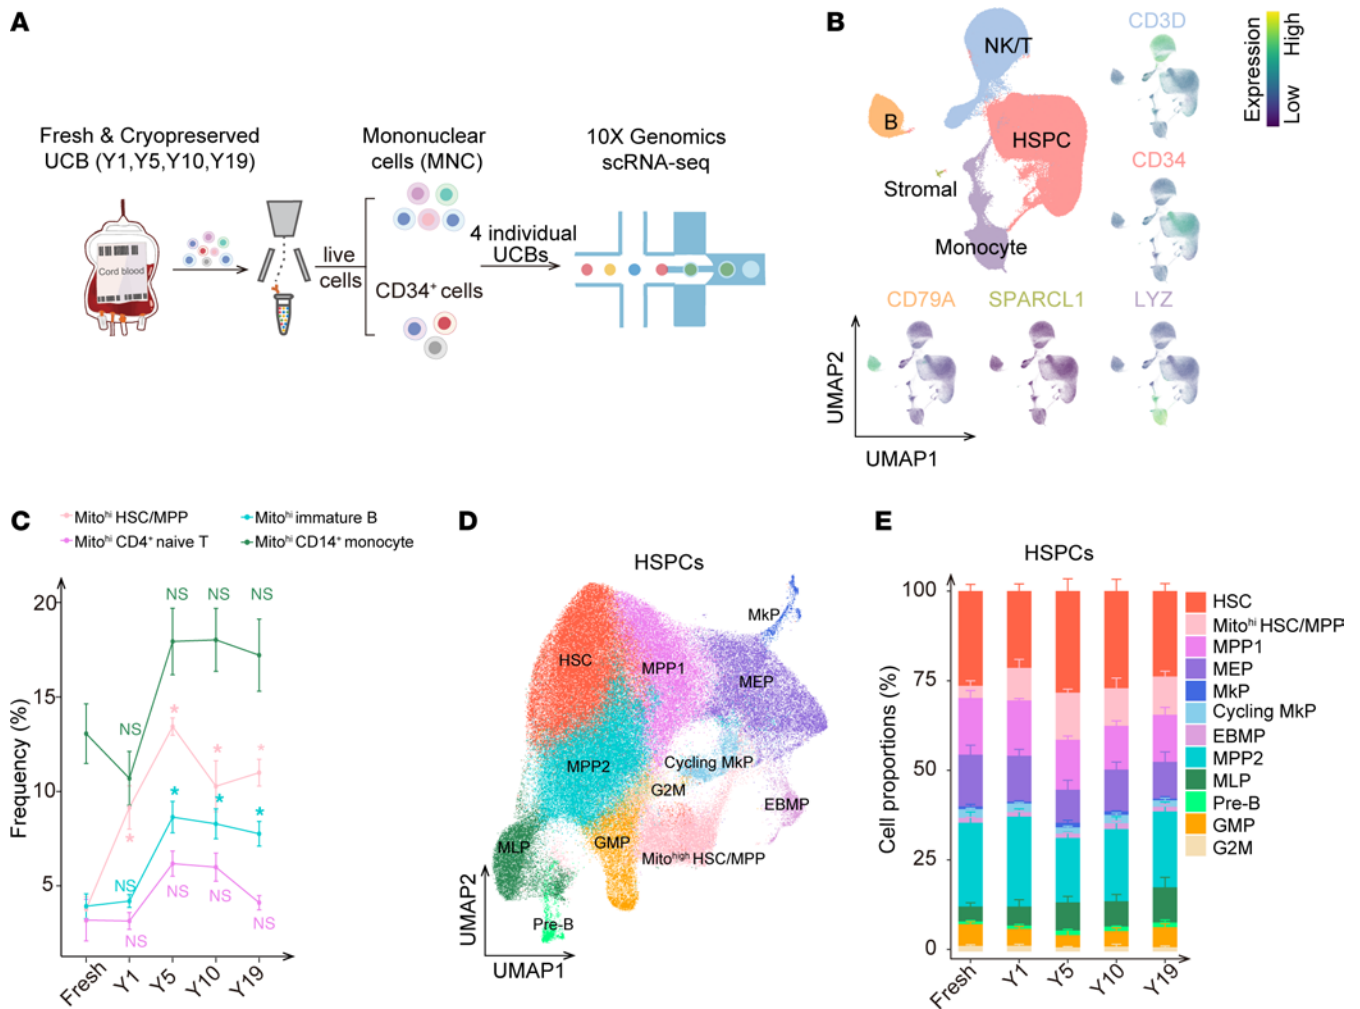 A
Fresh & Cryopreserved
UCB (Y1,Y5,Y10,Y19)
Cord blood
live
cells
Mononuclear
cells (MNC)
CD34⁺ cells
4 individual
UCBs
10X Genomics
scRNA-seq
B
NK/T
B
HSPC
Stromal
Monocyte
CD3D
CD34
CD79A
SPARCL1
LYZ
Expression
Low
High
UMAP2
UMAP1
C
Mitoʰⁱ HSC/MPP
Mitoʰⁱ immature B
Mitoʰⁱ CD4⁺ naive T
Mitoʰⁱ CD14⁺ monocyte
Frequency (%)
20
15
10
5
NS
NS
NS
NS
*
*
*
*
NS
*
*
*
NS
NS
NS
NS
Fresh
Y1
Y5
Y10
Y19
D
HSPCs
MkP
HSC
MPP1
MEP
MPP2
Cycling MkP
G2M
EBMP
GMP
MLP
Mitoʰⁱᵍʰ HSC/MPP
Pre-B
UMAP2
UMAP1
E
HSPCs
Cell proportions (%)
100
75
50
25
0
Fresh
Y1
Y5
Y10
Y19
HSC
Mitoʰⁱ HSC/MPP
MPP1
MEP
MkP
Cycling MkP
EBMP
MPP2
MLP
Pre-B
GMP
G2M